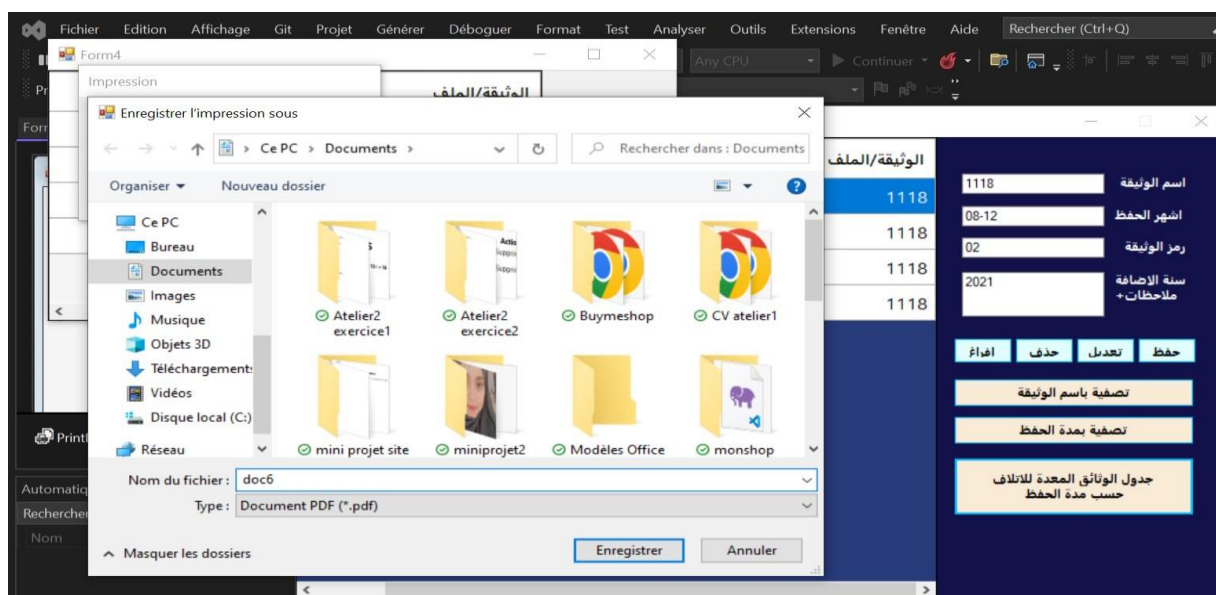 Fichier Edition Affichage Git Projet Générer Déboguer Format Test Analyser Outils Extensions Fenêtre Aide Rechercher (Ctrl+Q)
Form4
Any CPU Continuer
Impression
الوثيقة/الملف
Enregistrer l'impression sous
Ce PC Documents
Rechercher dans : Documents
Organiser Nouveau dossier
Ce PC
Bureau
Documents
Images
Musique
Objets 3D
Téléchargements
Vidéos
Disque local (C:)
Réseau
Atelier2 exercice1
Atelier2 exercice2
Buymeshop
CV atelier1
mini projet site
miniprojet2
Modèles Office
monshop
Nom du fichier : doc6
Type : Document PDF (*.pdf)
Masquer les dossiers
Enregistrer Annuler
الوثيقة/الملف
1118
1118
1118
1118
اسم الوثيقة 1118
اشهر الحفظ 08-12
رمز الوثيقة 02
سنة الاضافة 2021
ملاحظات+
حفظ تعديل حذف افراغ
تصفية باسم الوثيقة
تصفية بمدة الحفظ
جدول الوثائق المعدة للاتلاف
حسب مدة الحفظ
Automatiq
Rechercher
Nom